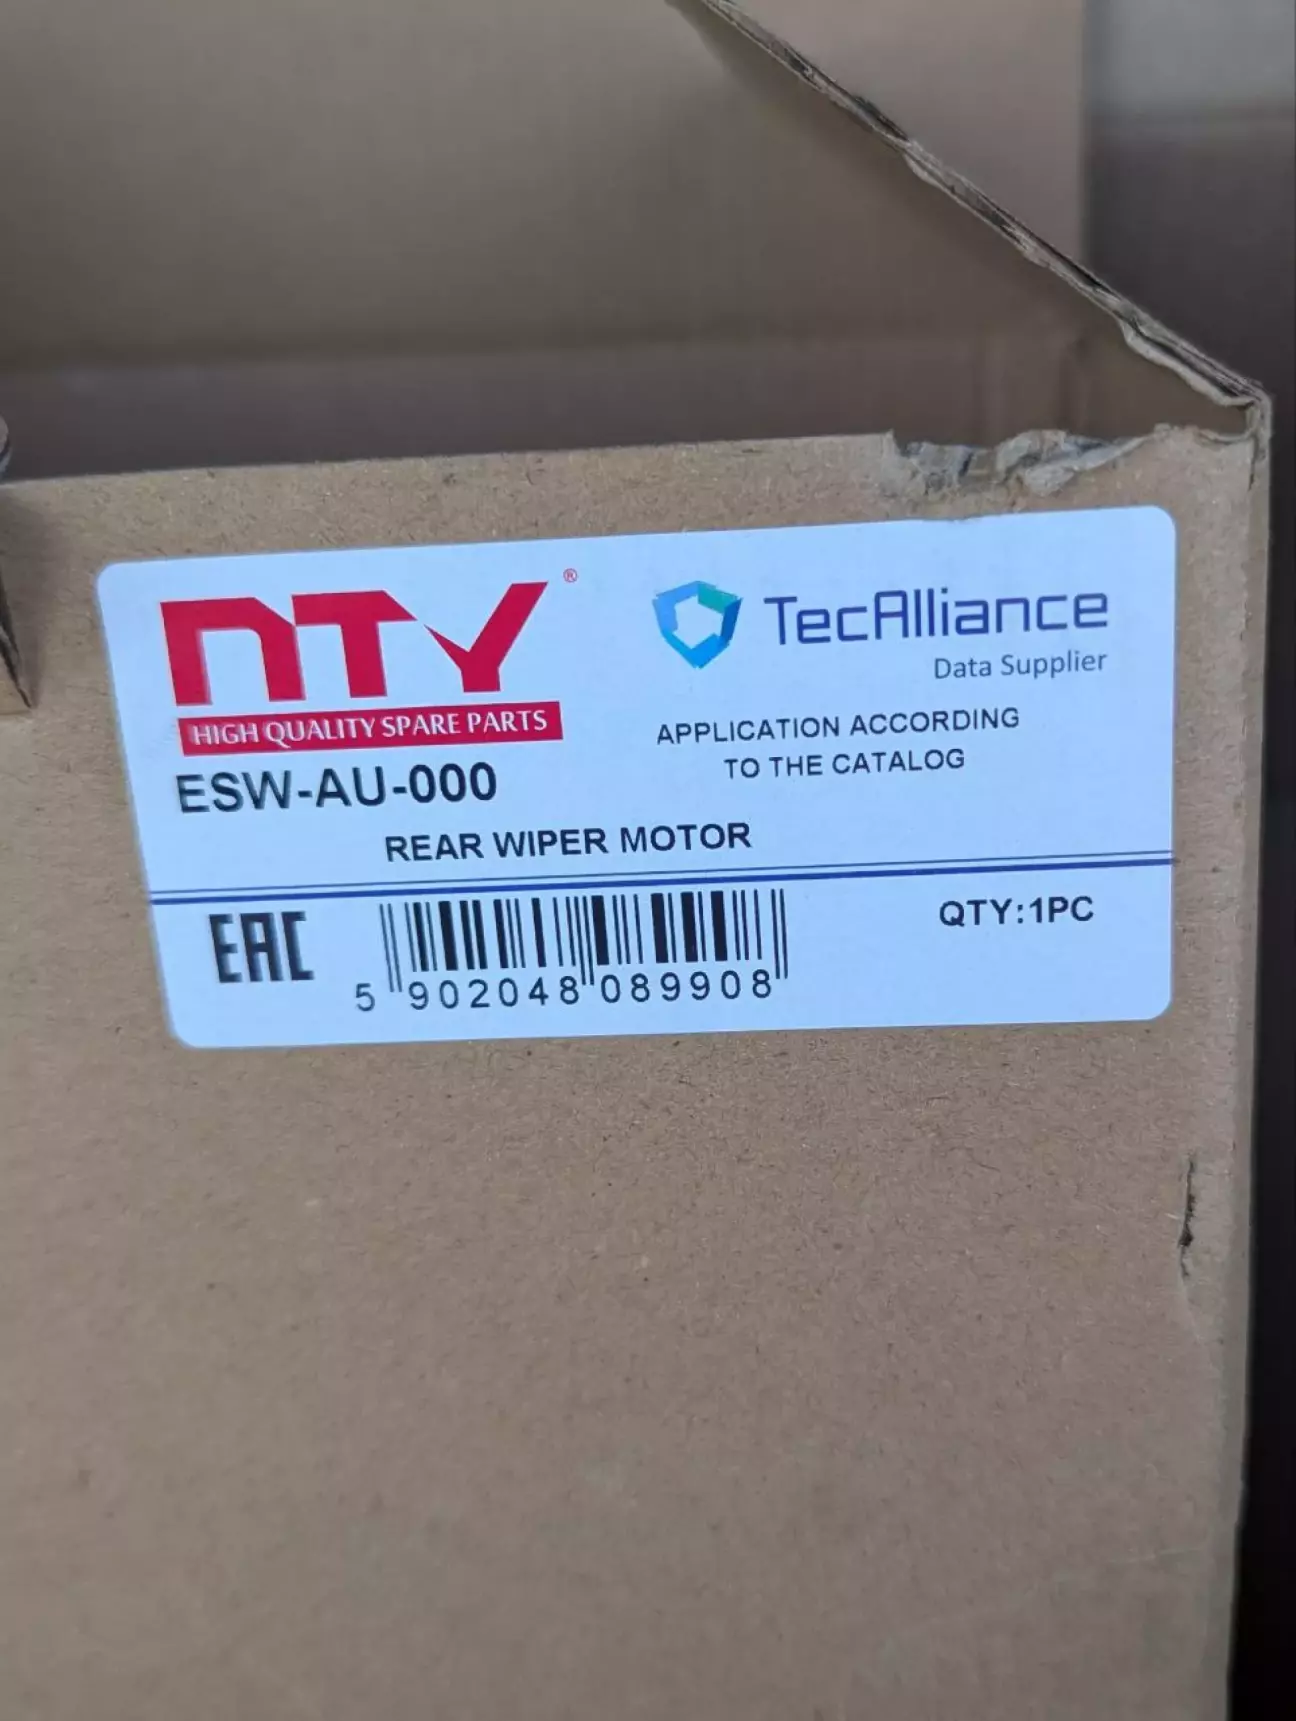 NTY®
HIGH QUALITY SPARE PARTS
TecAlliance
Data Supplier
APPLICATION ACCORDING
TO THE CATALOG
ESW-AU-000
REAR WIPER MOTOR
EAC
QTY:1PC
5 902048 089908